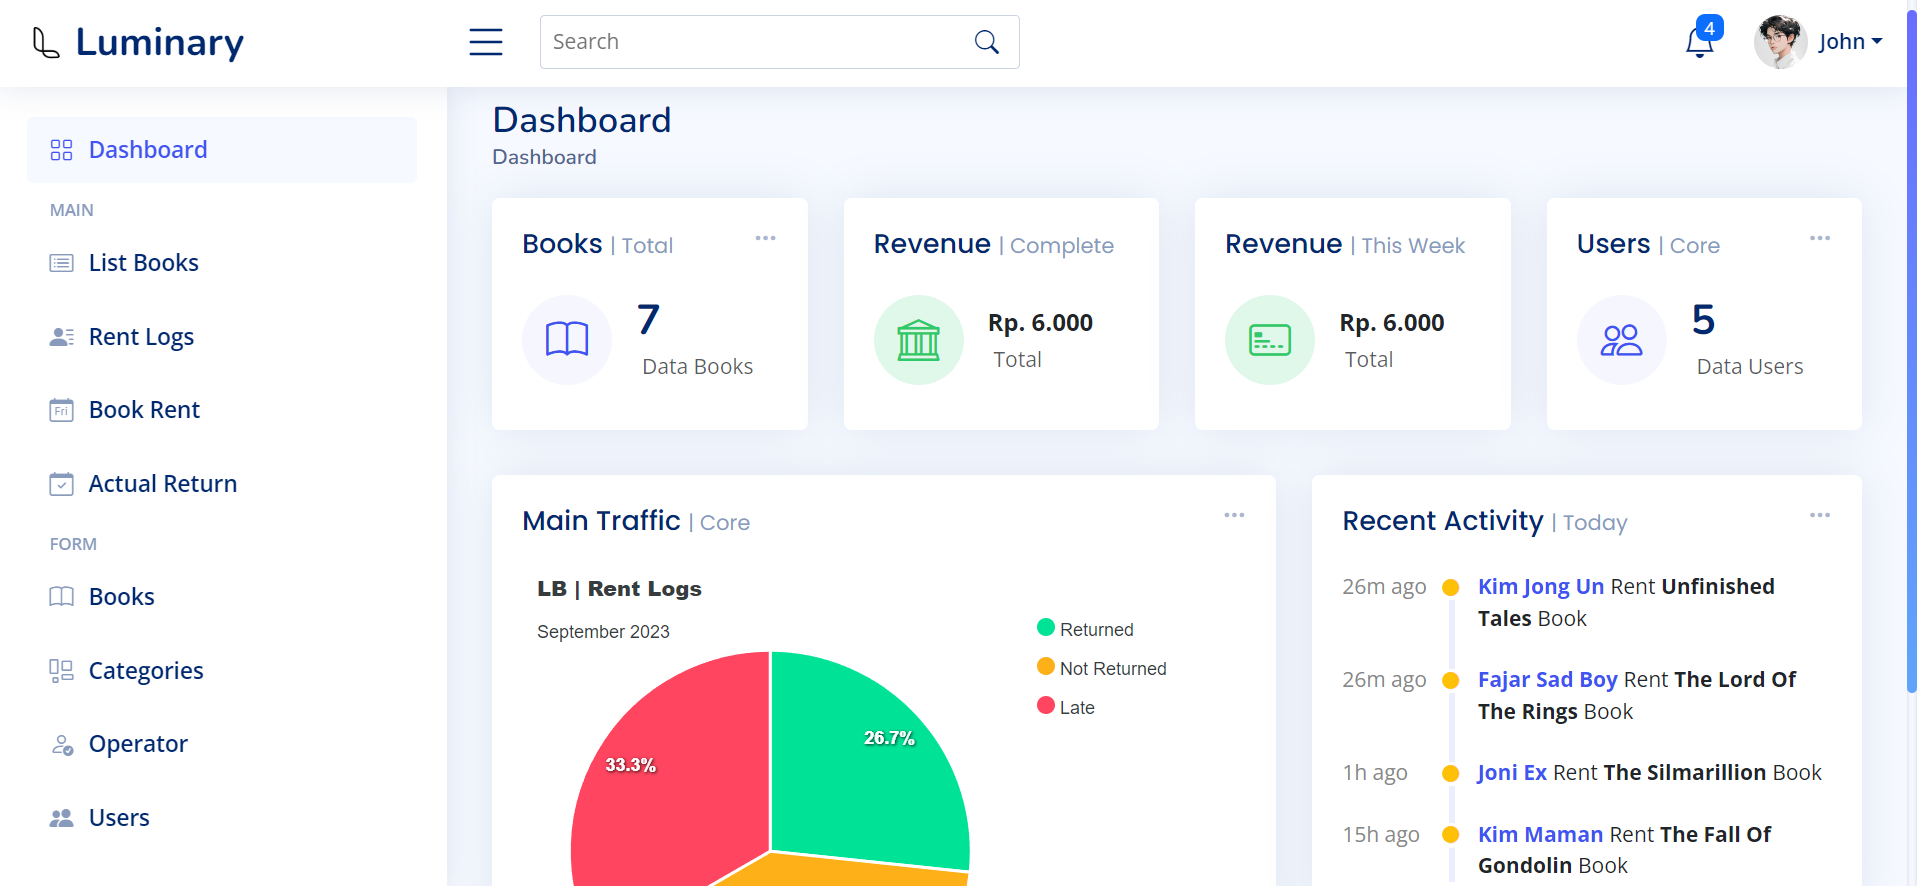 Luminary
Search
4
John
Dashboard
MAIN
List Books
Rent Logs
Fri
Book Rent
Actual Return
FORM
Books
Categories
Operator
Users
Dashboard
Dashboard
Books | Total
7
Data Books
Revenue | Complete
Rp. 6.000
Total
Revenue | This Week
Rp. 6.000
Total
Users | Core
5
Data Users
Main Traffic | Core
LB | Rent Logs
September 2023
Returned
Not Returned
Late
26.7%
33.3%
Recent Activity | Today
26m ago
Kim Jong Un Rent Unfinished
Tales Book
26m ago
Fajar Sad Boy Rent The Lord Of
The Rings Book
1h ago
Joni Ex Rent The Silmarillion Book
15h ago
Kim Maman Rent The Fall Of
Gondolin Book